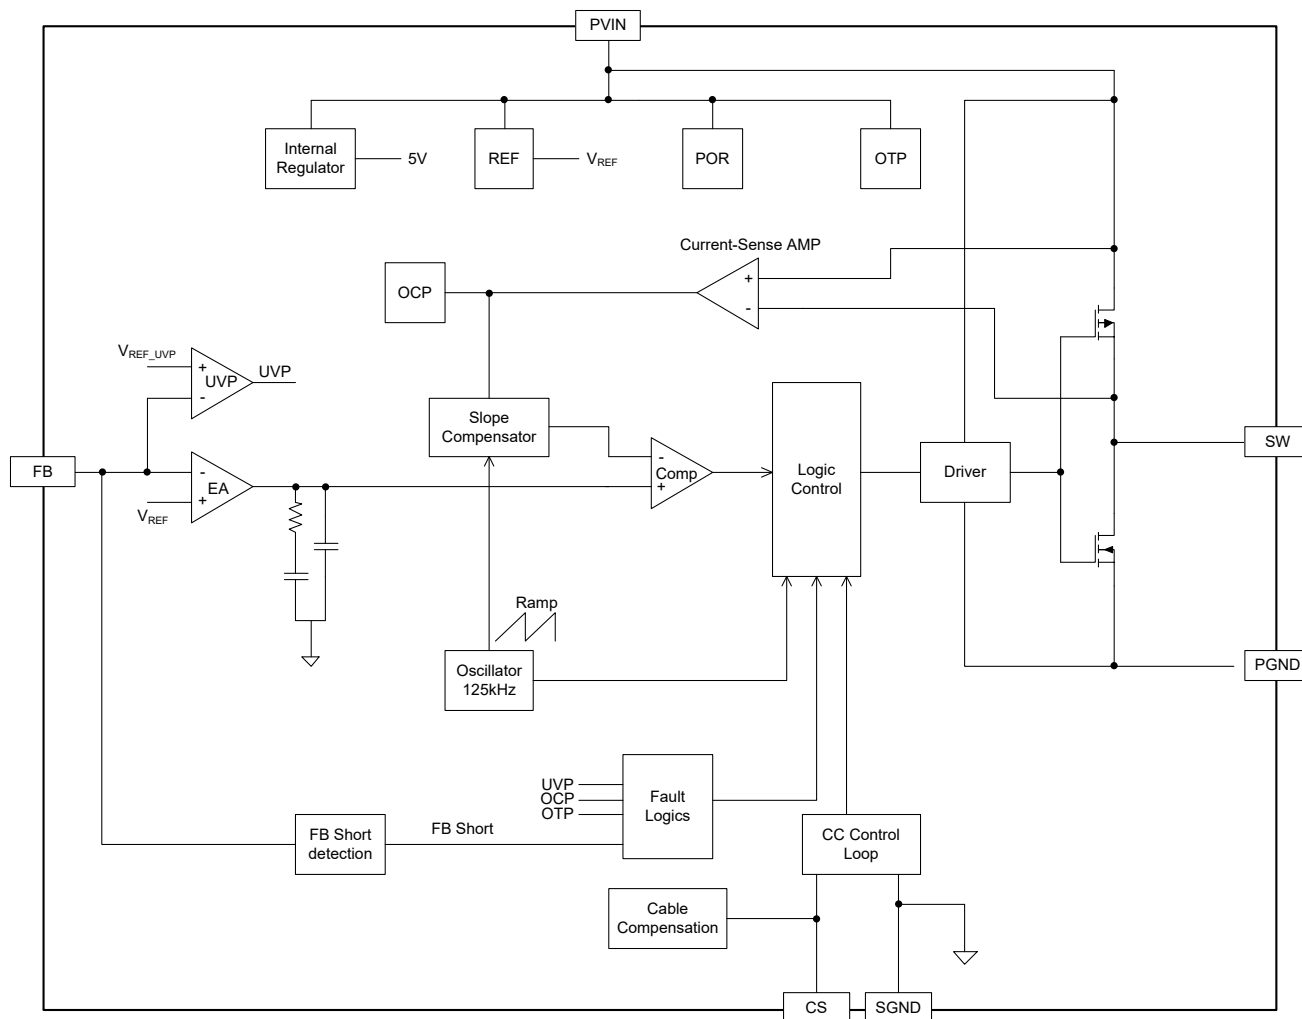 PVIN
Internal
Regulator
5V
REF
VREF
POR
OTP
Current-Sense AMP
OCP
+
-
VREF_UVP
+
UVP
-
UVP
Slope
Compensator
FB
-
EA
+
VREF
-
Comp
+
Logic
Control
Driver
SW
Ramp
Oscillator
125kHz
PGND
UVP
OCP
OTP
Fault
Logics
FB Short
detection
FB Short
CC Control
Loop
Cable
Compensation
CS
SGND